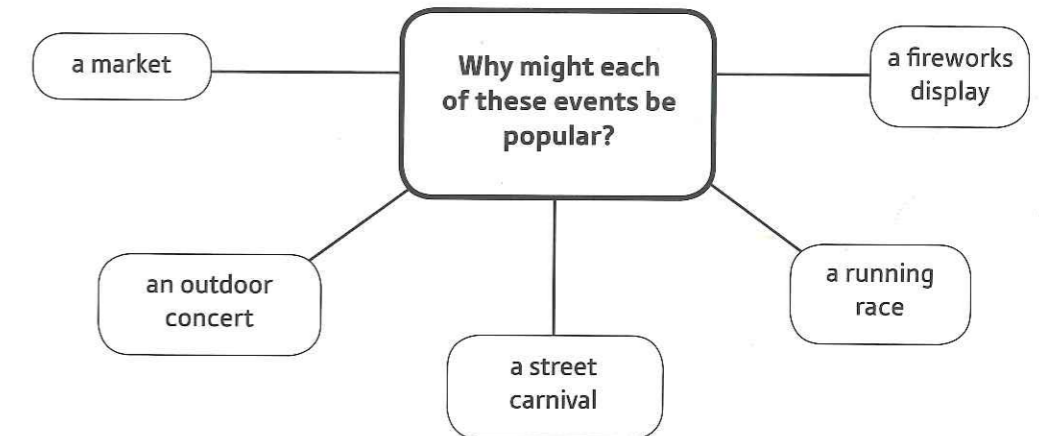 Why might each
of these events be
popular?
a market
a fireworks
display
an outdoor
concert
a running
race
a street
carnival